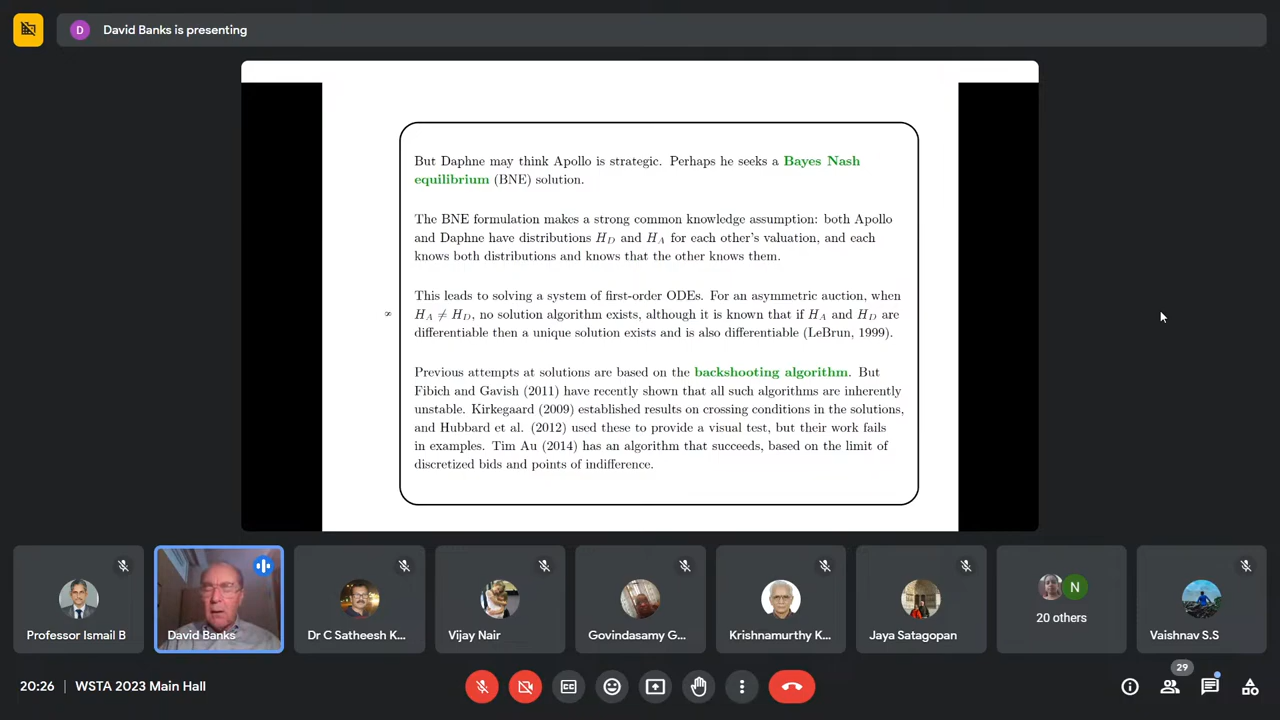 D
David Banks is presenting
But Daphne may think Apollo is strategic. Perhaps he seeks a Bayes Nash
equilibrium (BNE) solution.
The BNE formulation makes a strong common knowledge assumption: both Apollo
and Daphne have distributions H_D and H_A for each other's valuation, and each
knows both distributions and knows that the other knows them.
This leads to solving a system of first-order ODEs. For an asymmetric auction, when
H_A ≠ H_D, no solution algorithm exists, although it is known that if H_A and H_D are
differentiable then a unique solution exists and is also differentiable (LeBrun, 1999).
Previous attempts at solutions are based on the backshooting algorithm. But
Fibich and Gavish (2011) have recently shown that all such algorithms are inherently
unstable. Kirkegaard (2009) established results on crossing conditions in the solutions,
and Hubbard et al. (2012) used these to provide a visual test, but their work fails
in examples. Tim Au (2014) has an algorithm that succeeds, based on the limit of
discretized bids and points of indifference.
Professor Ismail B
David Banks
Dr C Satheesh K...
Vijay Nair
Govindasamy G...
Krishnamurthy K...
Jaya Satagopan
N
20 others
Vaishnav S.S
20:26 | WSTA 2023 Main Hall
CC
29